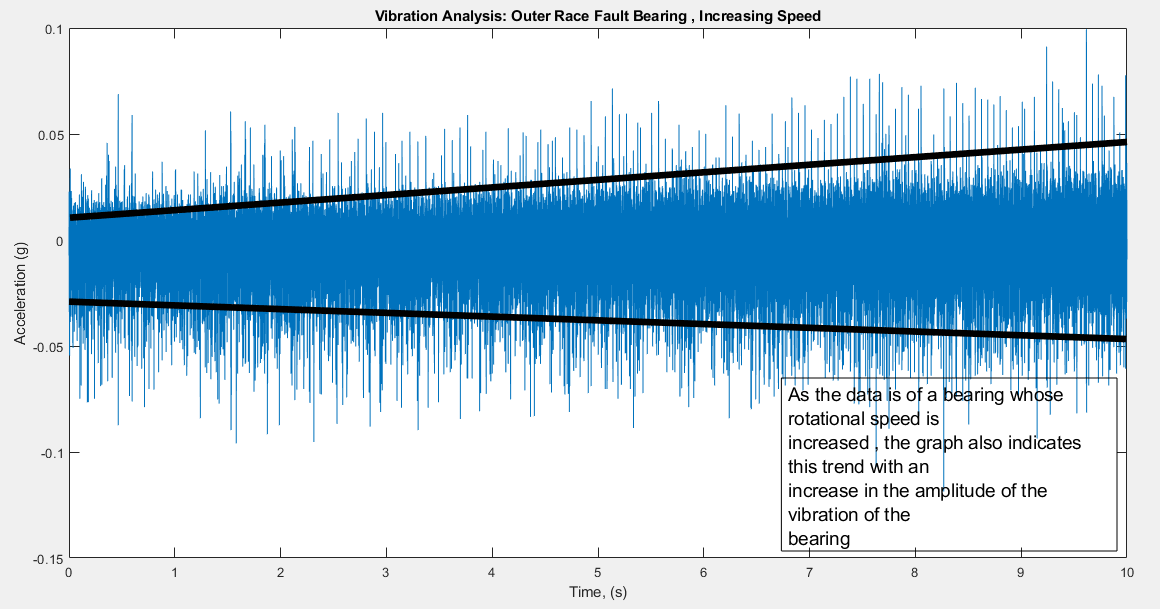 Vibration Analysis: Outer Race Fault Bearing , Increasing Speed
0.1
0.05
0
-0.05
-0.1
-0.15
Acceleration (g)
As the data is of a bearing whose
rotational speed is
increased , the graph also indicates
this trend with an
increase in the amplitude of the
vibration of the
bearing
0 1 2 3 4 5 6 7 8 9 10
Time, (s)